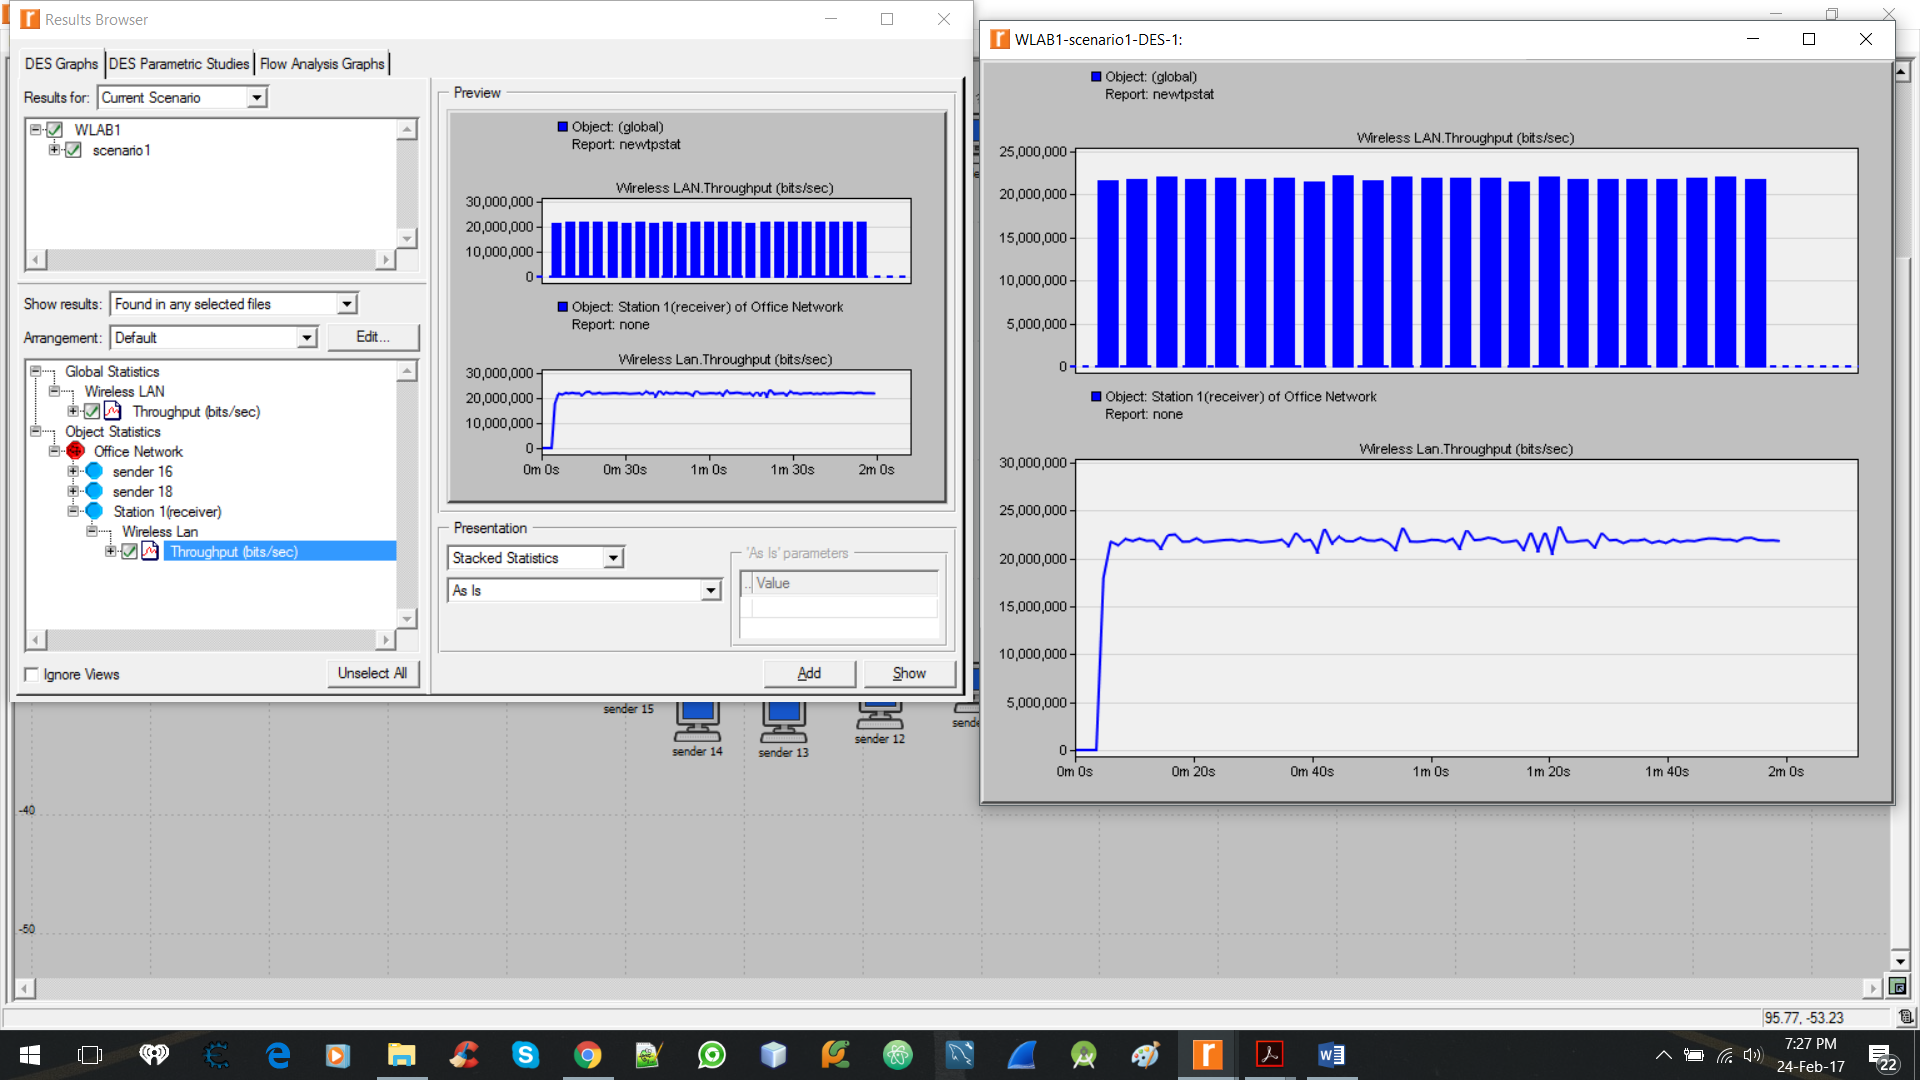 Results Browser
DES Graphs
DES Parametric Studies
Flow Analysis Graphs
Results for:
Current Scenario
WLAB1
scenario1
Show results:
Found in any selected files
Arrangement:
Default
Edit...
Global Statistics
Wireless LAN
Throughput (bits/sec)
Object Statistics
Office Network
sender 16
sender 18
Station 1(receiver)
Wireless Lan
Throughput (bits/sec)
Ignore Views
Unselect All
Preview
Object: (global)
Report: newtpstat
Wireless LAN.Throughput (bits/sec)
30,000,000
20,000,000
10,000,000
0
Object: Station 1(receiver) of Office Network
Report: none
Wireless Lan.Throughput (bits/sec)
30,000,000
20,000,000
10,000,000
0
0m 0s
0m 30s
1m 0s
1m 30s
2m 0s
Presentation
Stacked Statistics
As Is
'As Is' parameters
..
Value
Add
Show
WLAB1-scenario1-DES-1:
Object: (global)
Report: newtpstat
Wireless LAN.Throughput (bits/sec)
25,000,000
20,000,000
15,000,000
10,000,000
5,000,000
0
Object: Station 1(receiver) of Office Network
Report: none
Wireless Lan.Throughput (bits/sec)
30,000,000
25,000,000
20,000,000
15,000,000
10,000,000
5,000,000
0
0m 0s
0m 20s
0m 40s
1m 0s
1m 20s
1m 40s
2m 0s
sender 15
sender 14
sender 13
sender 12
sende
-40
-50
95.77, -53.23
7:27 PM
24-Feb-17
22